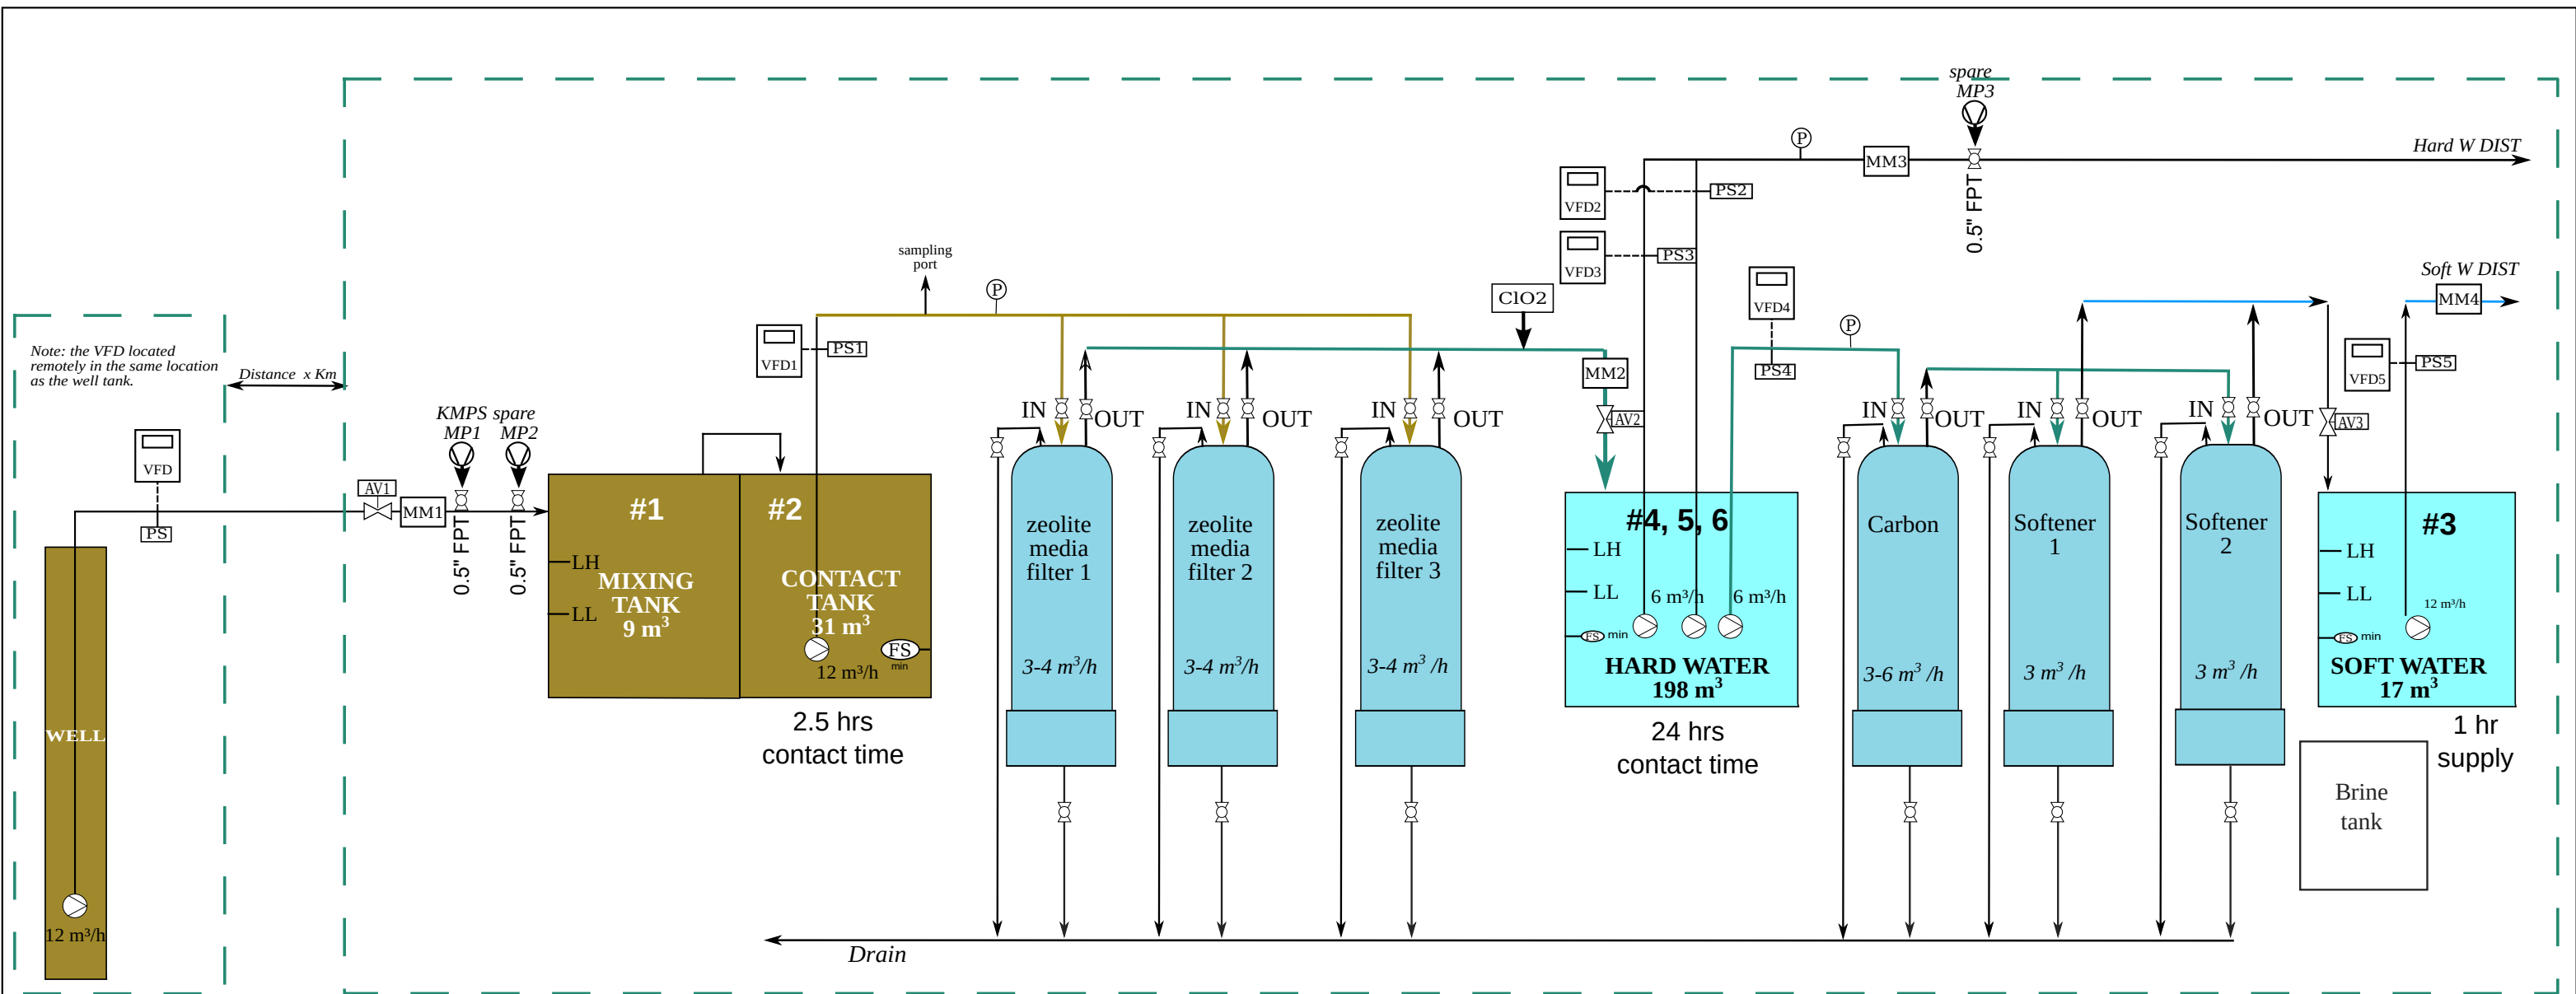 spare
MP3
Hard W DIST
P
MM3
0.5" FPT
VFD2
PS2
VFD3
PS3
sampling
port
P
ClO2
VFD4
PS4
P
Soft W DIST
MM4
VFD1
PS1
MM2
AV2
VFD5
PS5
AV3
Note: the VFD located
remotely in the same location
as the well tank.
Distance x Km
KMPS spare
MP1 MP2
VFD
PS
AV1
MM1
0.5" FPT
0.5" FPT
IN
OUT
IN
OUT
IN
OUT
IN
OUT
IN
OUT
IN
OUT
#1
LH
LL
MIXING
TANK
9 m³
#2
CONTACT
TANK
31 m³
FS
min
12 m³/h
2.5 hrs
contact time
zeolite
media
filter 1
3-4 m³/h
zeolite
media
filter 2
3-4 m³/h
zeolite
media
filter 3
3-4 m³ /h
#4, 5, 6
LH
LL
FS min
6 m³/h
6 m³/h
HARD WATER
198 m³
24 hrs
contact time
Carbon
3-6 m³ /h
Softener
1
3 m³ /h
Softener
2
3 m³ /h
#3
LH
LL
FS min
12 m³/h
SOFT WATER
17 m³
1 hr
supply
Brine
tank
WELL
12 m³/h
Drain